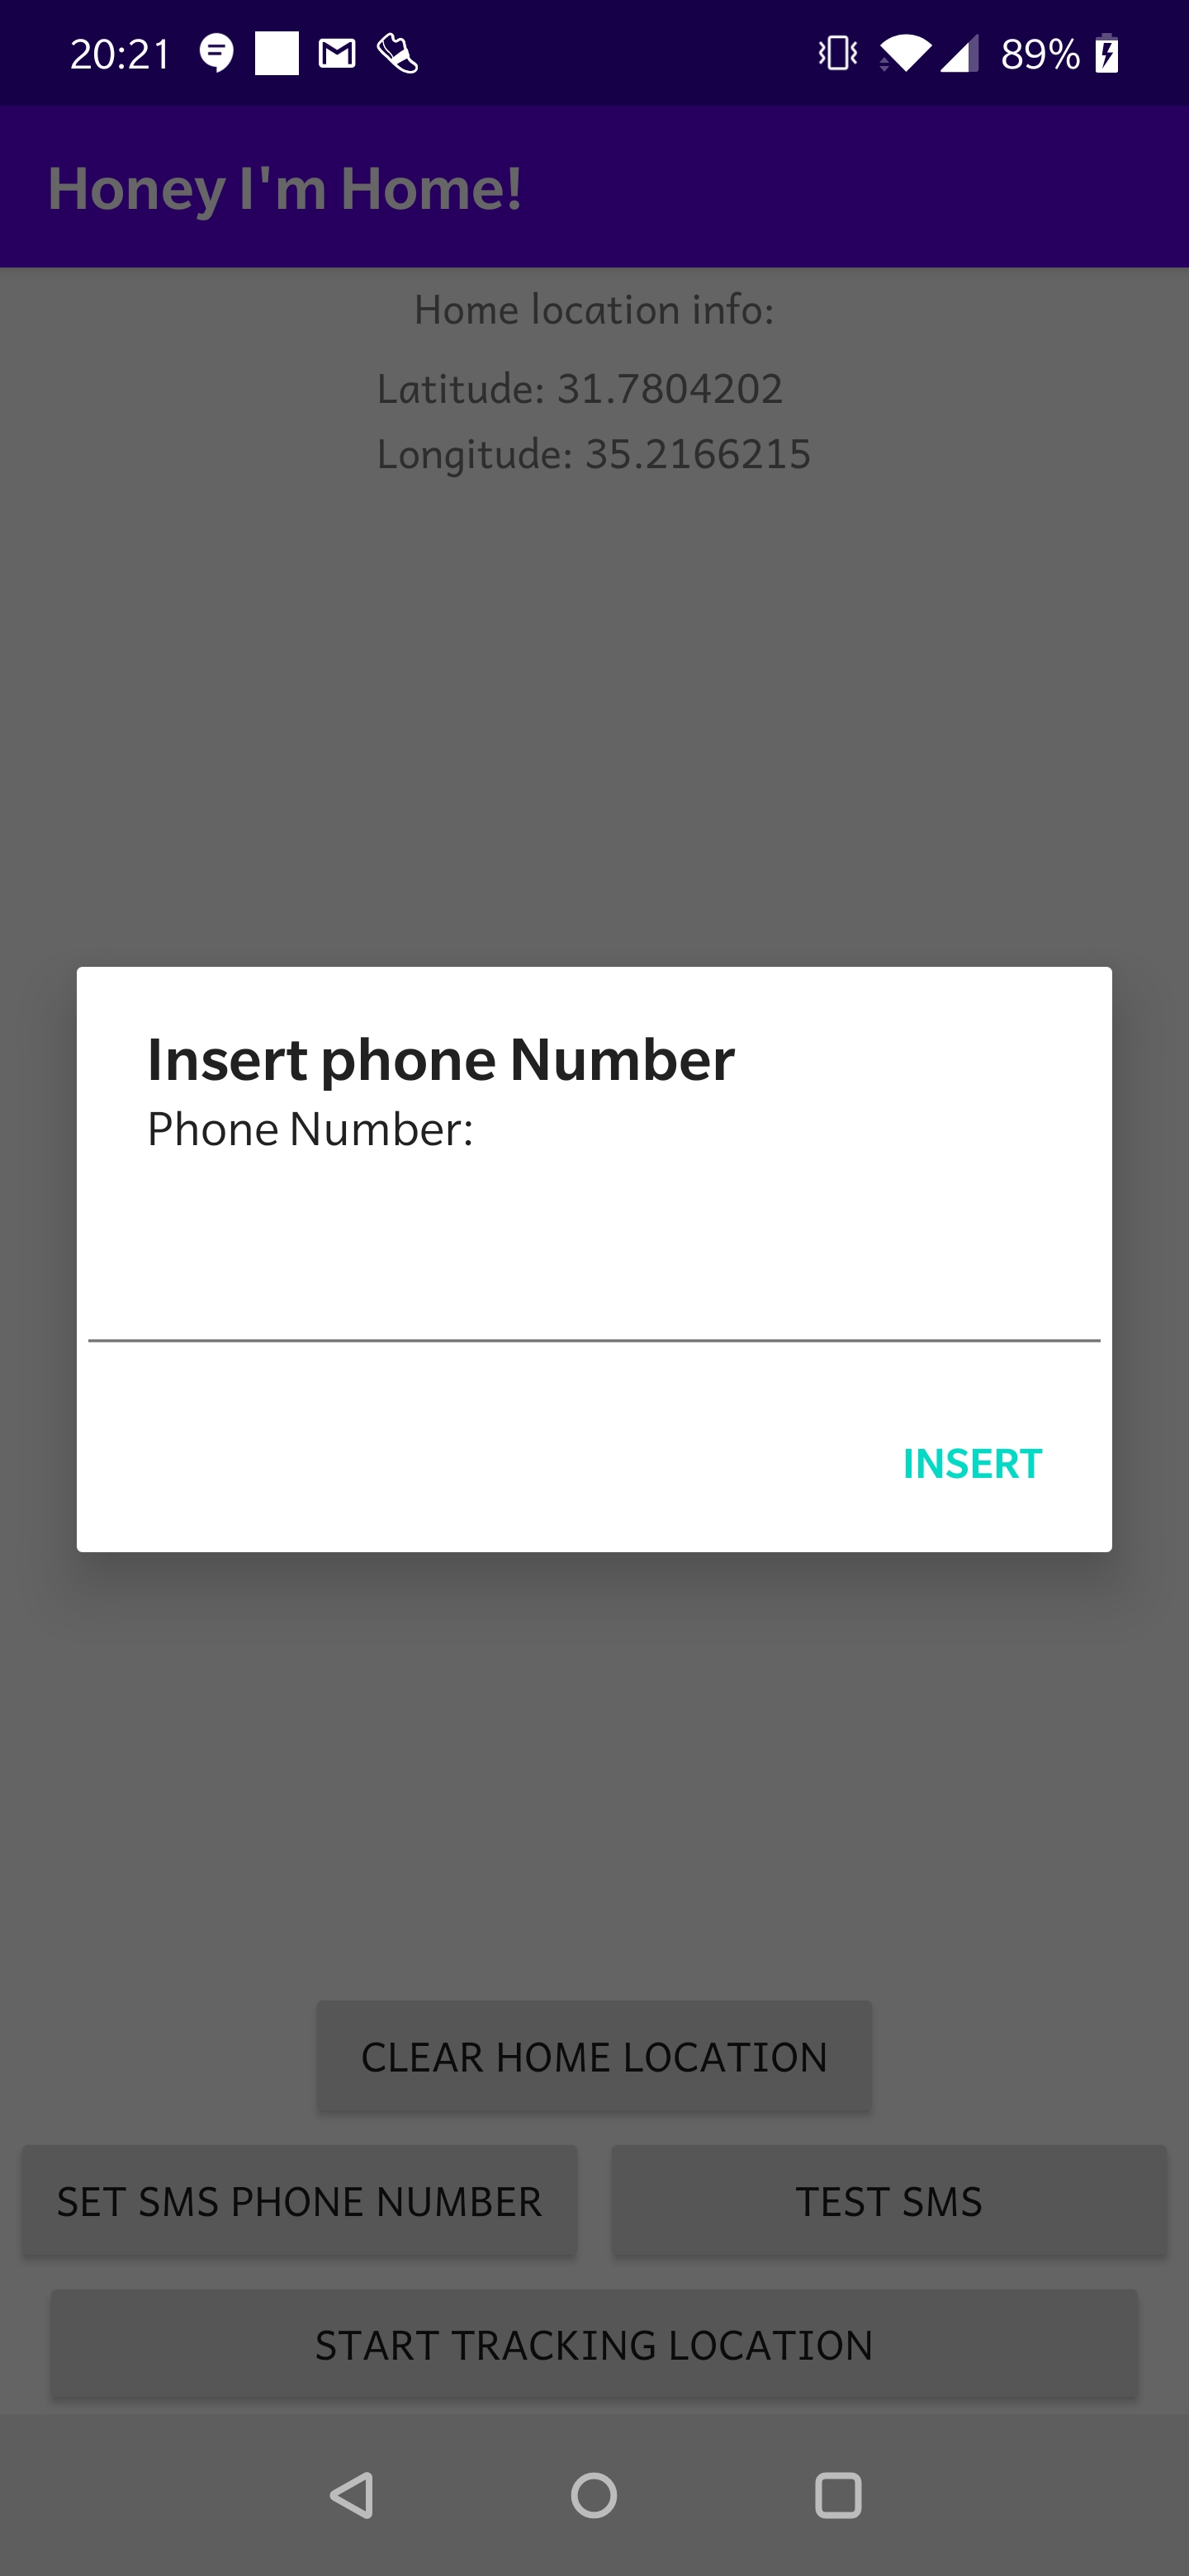 20:21 89%
Honey I'm Home!
Home location info:
Latitude: 31.7804202
Longitude: 35.2166215
Insert phone Number
Phone Number:
INSERT
CLEAR HOME LOCATION
SET SMS PHONE NUMBER TEST SMS
START TRACKING LOCATION